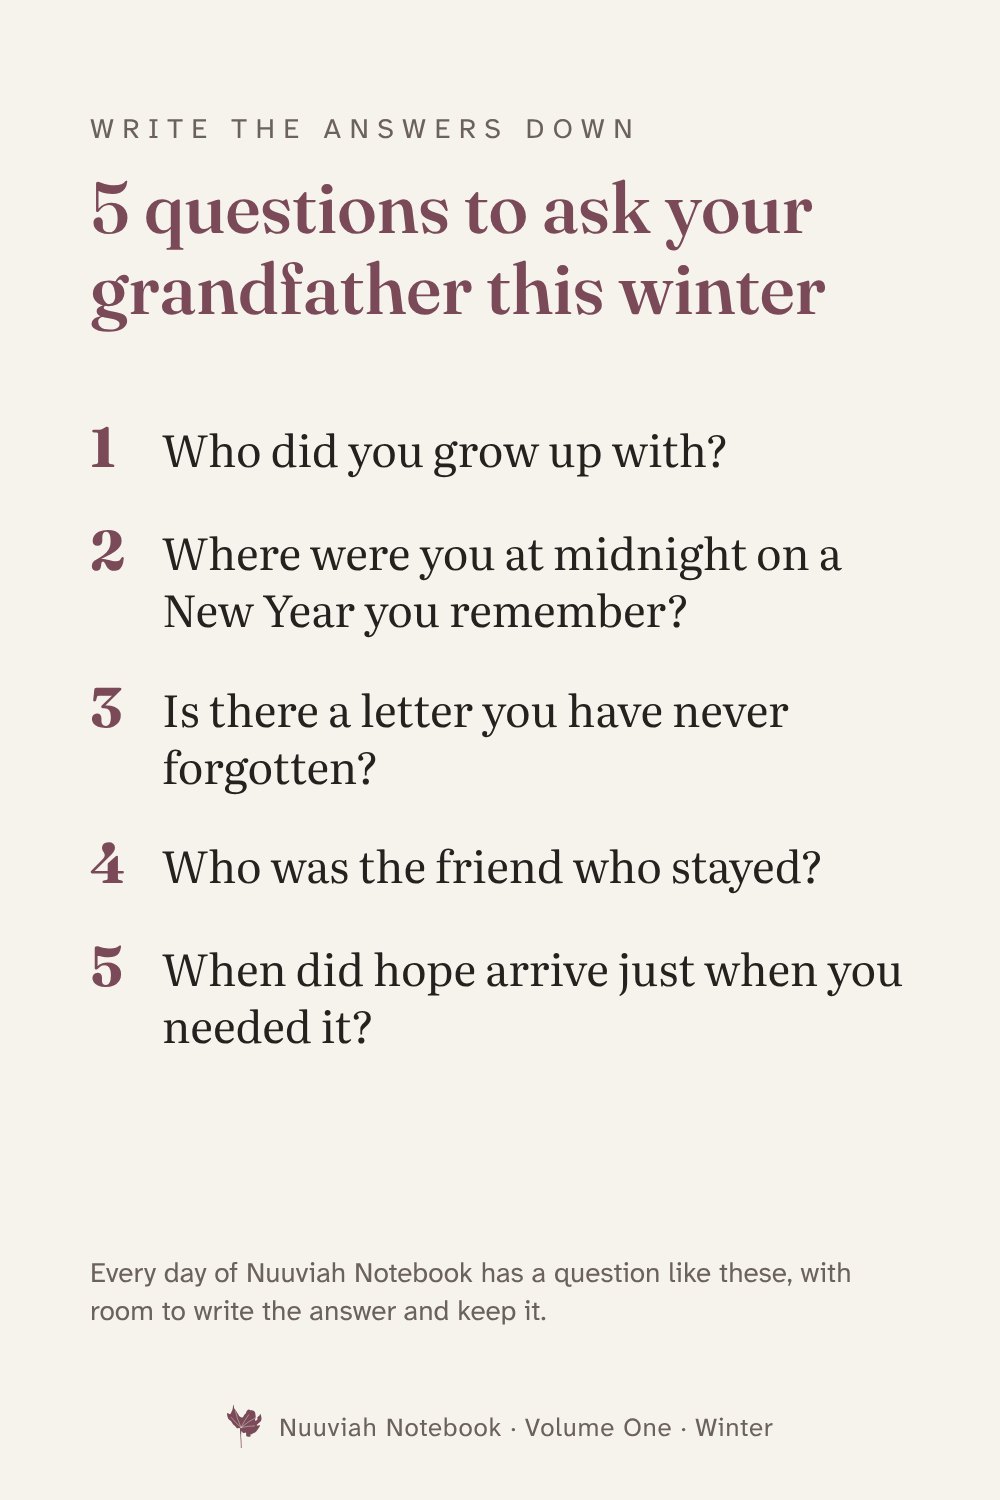 WRITE THE ANSWERS DOWN
5 questions to ask your
grandfather this winter
1 Who did you grow up with?
2 Where were you at midnight on a
New Year you remember?
3 Is there a letter you have never
forgotten?
4 Who was the friend who stayed?
5 When did hope arrive just when you
needed it?
Every day of Nuuviah Notebook has a question like these, with
room to write the answer and keep it.
Nuuviah Notebook · Volume One · Winter